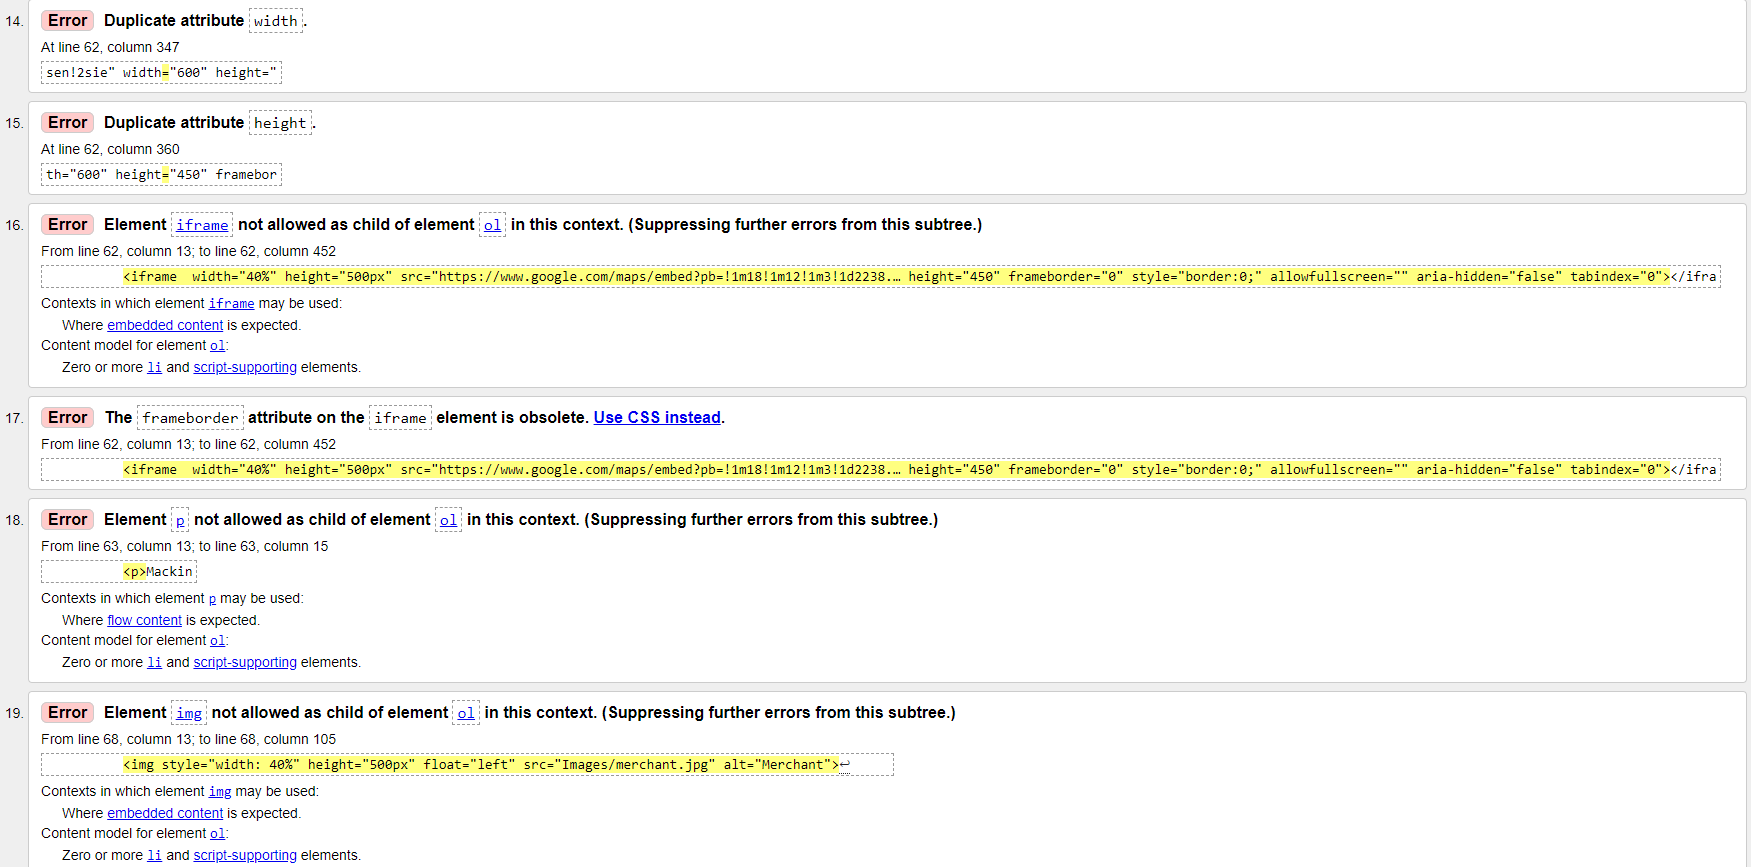 14. Error Duplicate attribute width.
At line 62, column 347
sen!2sie" width="600" height="
15. Error Duplicate attribute height.
At line 62, column 360
th="600" height="450" framebor
16. Error Element iframe not allowed as child of element ol in this context. (Suppressing further errors from this subtree.)
From line 62, column 13; to line 62, column 452
<iframe  width="40%" height="500px" src="https://www.google.com/maps/embed?pb=!1m18!1m12!1m3!1d2238.… height="450" frameborder="0" style="border:0;" allowfullscreen="" aria-hidden="false" tabindex="0"></ifra
Contexts in which element iframe may be used:
Where embedded content is expected.
Content model for element ol:
Zero or more li and script-supporting elements.
17. Error The frameborder attribute on the iframe element is obsolete. Use CSS instead.
From line 62, column 13; to line 62, column 452
<iframe  width="40%" height="500px" src="https://www.google.com/maps/embed?pb=!1m18!1m12!1m3!1d2238.… height="450" frameborder="0" style="border:0;" allowfullscreen="" aria-hidden="false" tabindex="0"></ifra
18. Error Element p not allowed as child of element ol in this context. (Suppressing further errors from this subtree.)
From line 63, column 13; to line 63, column 15
<p>Mackin
Contexts in which element p may be used:
Where flow content is expected.
Content model for element ol:
Zero or more li and script-supporting elements.
19. Error Element img not allowed as child of element ol in this context. (Suppressing further errors from this subtree.)
From line 68, column 13; to line 68, column 105
<img style="width: 40%" height="500px" float="left" src="Images/merchant.jpg" alt="Merchant">↩
Contexts in which element img may be used:
Where embedded content is expected.
Content model for element ol:
Zero or more li and script-supporting elements.